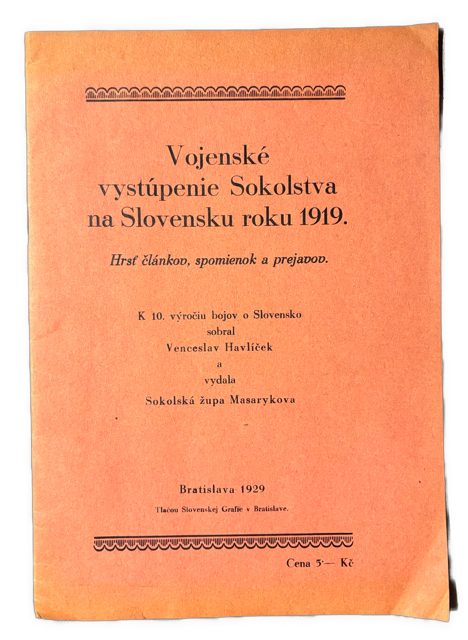 Vojenské
vystúpenie Sokolstva
na Slovensku roku 1919.
Hrsť článkov, spomienok a prejavov.
K 10. výročiu bojov o Slovensko
sobral
Venceslav Havlíček
a
vydala
Sokolská župa Masarykova
Bratislava 1929
Tlačou Slovenskej Grafie v Bratislave.
Cena 5·— Kč